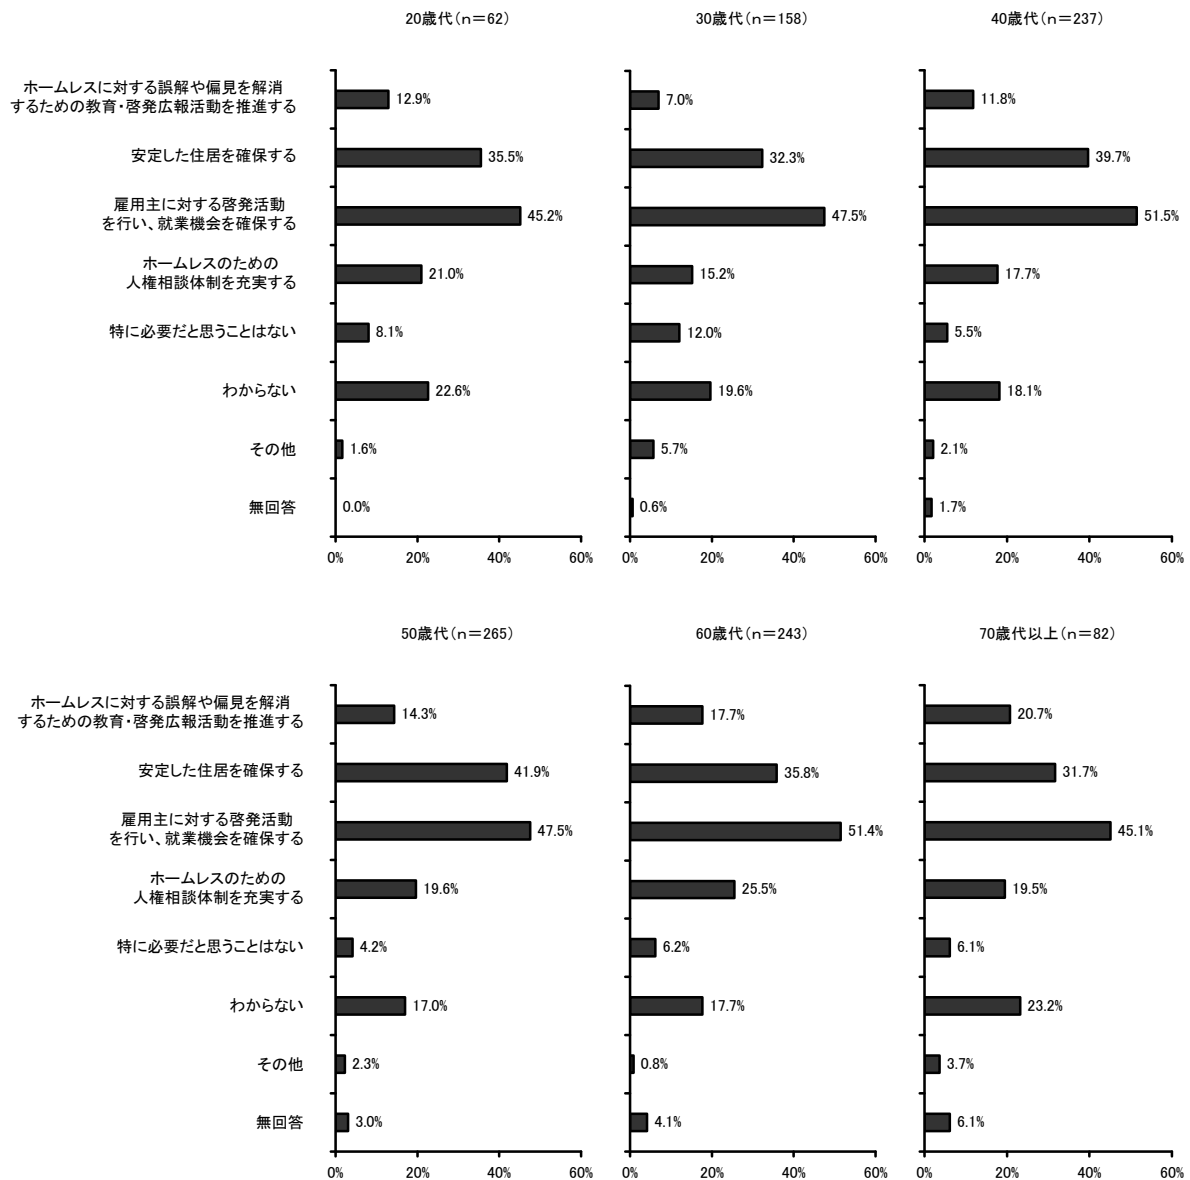 20歳代(n=62)
30歳代(n=158)
40歳代(n=237)
ホームレスに対する誤解や偏見を解消
するための教育・啓発広報活動を推進する
12.9%
7.0%
11.8%
安定した住居を確保する
35.5%
32.3%
39.7%
雇用主に対する啓発活動
を行い、就業機会を確保する
45.2%
47.5%
51.5%
ホームレスのための
人権相談体制を充実する
21.0%
15.2%
17.7%
特に必要だと思うことはない
8.1%
12.0%
5.5%
わからない
22.6%
19.6%
18.1%
その他
1.6%
5.7%
2.1%
無回答
0.0%
0.6%
1.7%
0% 20% 40% 60%
0% 20% 40% 60%
0% 20% 40% 60%
50歳代(n=265)
60歳代(n=243)
70歳代以上(n=82)
ホームレスに対する誤解や偏見を解消
するための教育・啓発広報活動を推進する
14.3%
17.7%
20.7%
安定した住居を確保する
41.9%
35.8%
31.7%
雇用主に対する啓発活動
を行い、就業機会を確保する
47.5%
51.4%
45.1%
ホームレスのための
人権相談体制を充実する
19.6%
25.5%
19.5%
特に必要だと思うことはない
4.2%
6.2%
6.1%
わからない
17.0%
17.7%
23.2%
その他
2.3%
0.8%
3.7%
無回答
3.0%
4.1%
6.1%
0% 20% 40% 60%
0% 20% 40% 60%
0% 20% 40% 60%